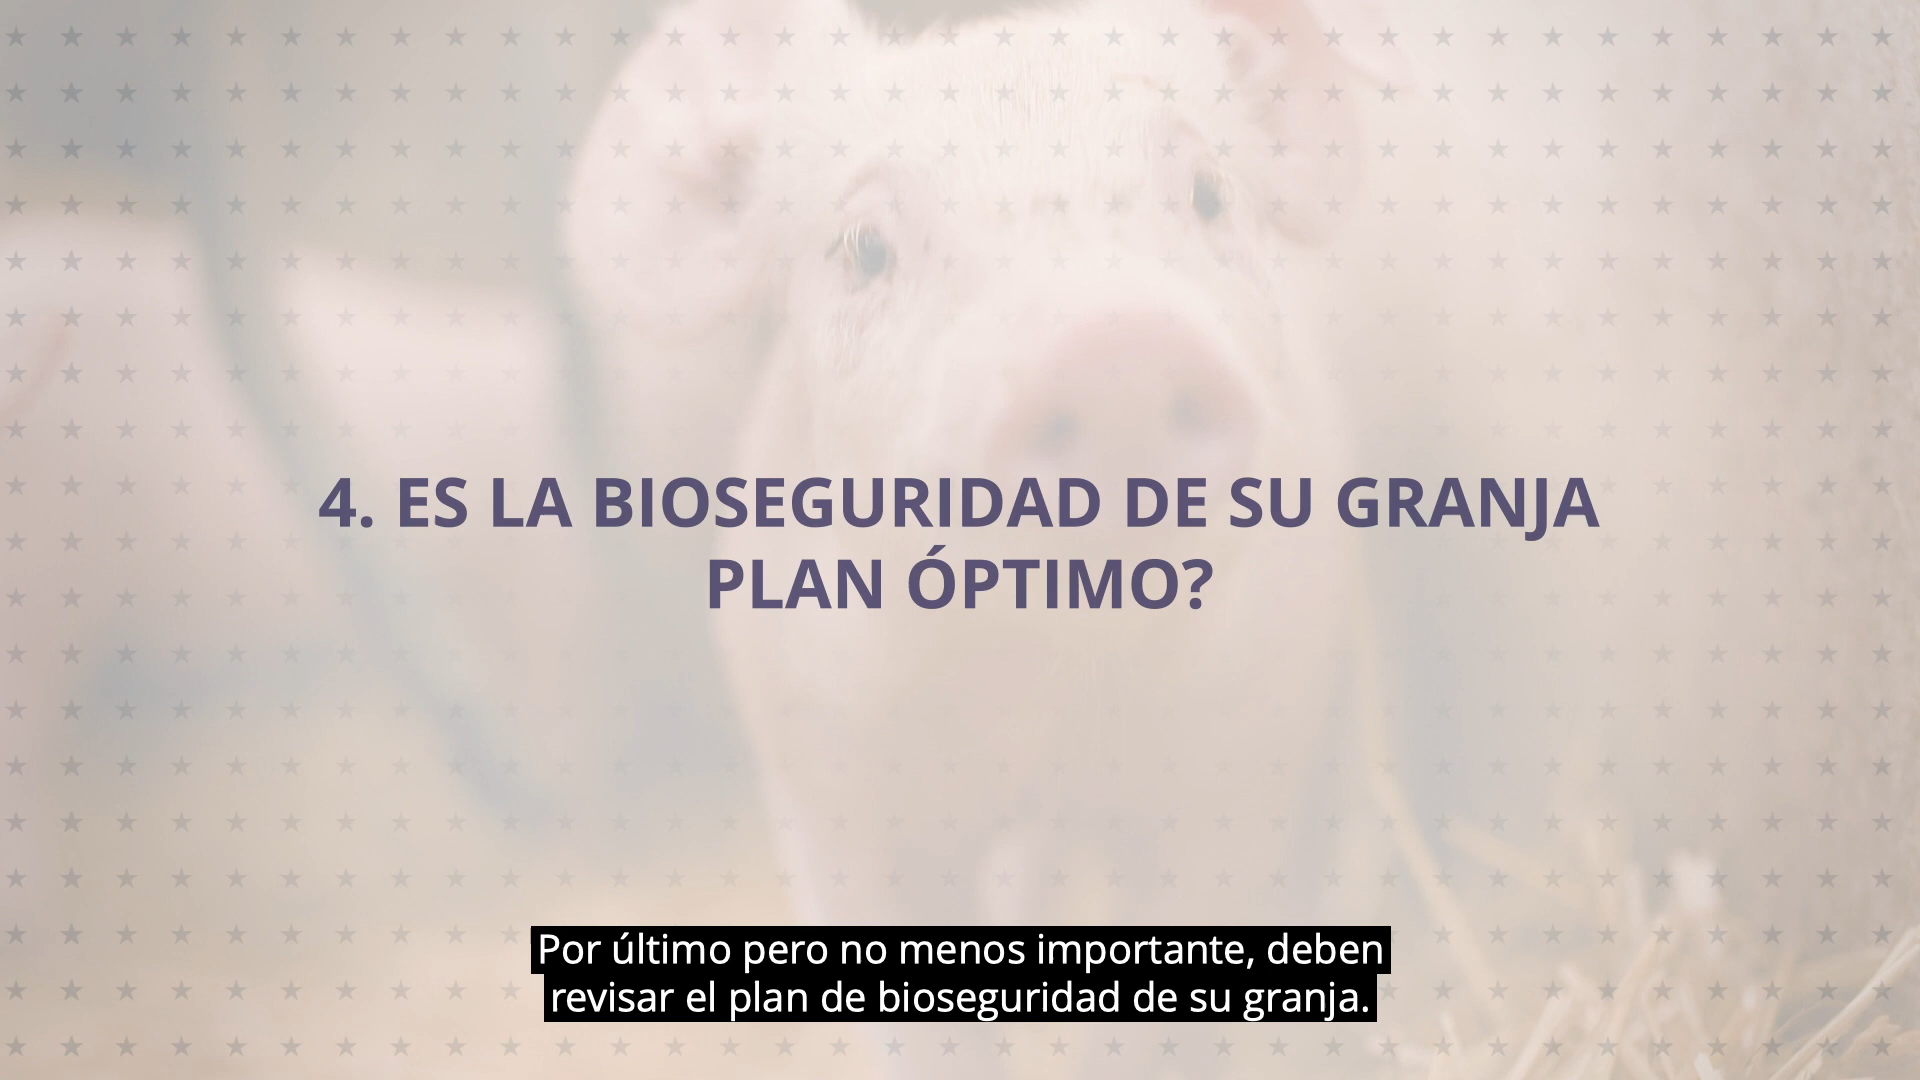 4. ES LA BIOSEGURIDAD DE SU GRANJA
PLAN ÓPTIMO?
Por último pero no menos importante, deben
revisar el plan de bioseguridad de su granja.